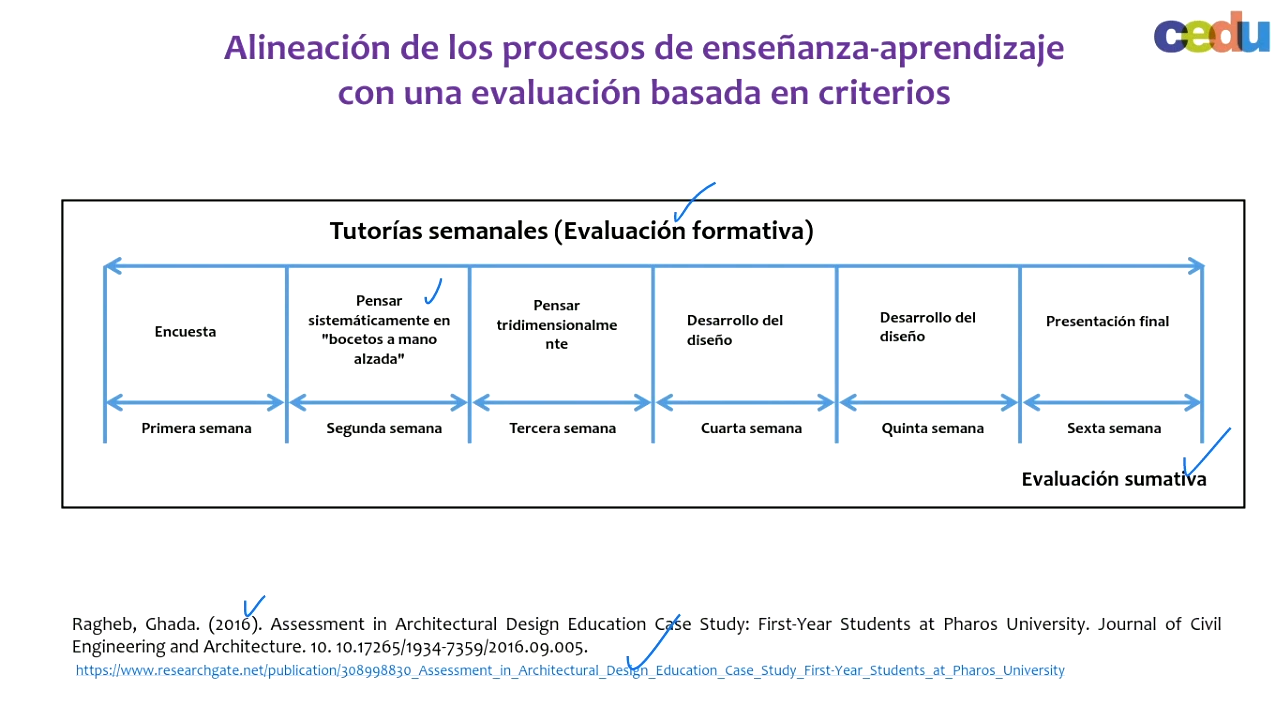 Alineación de los procesos de enseñanza-aprendizaje
con una evaluación basada en criterios
cedu
Tutorías semanales (Evaluación formativa)
Encuesta
Pensar
sistemáticamente en
"bocetos a mano
alzada"
Pensar
tridimensionalme
nte
Desarrollo del
diseño
Desarrollo del
diseño
Presentación final
Primera semana
Segunda semana
Tercera semana
Cuarta semana
Quinta semana
Sexta semana
Evaluación sumativa
Ragheb, Ghada. (2016). Assessment in Architectural Design Education Case Study: First-Year Students at Pharos University. Journal of Civil
Engineering and Architecture. 10. 10.17265/1934-7359/2016.09.005.
https://www.researchgate.net/publication/308998830_Assessment_in_Architectural_Design_Education_Case_Study_First-Year_Students_at_Pharos_University